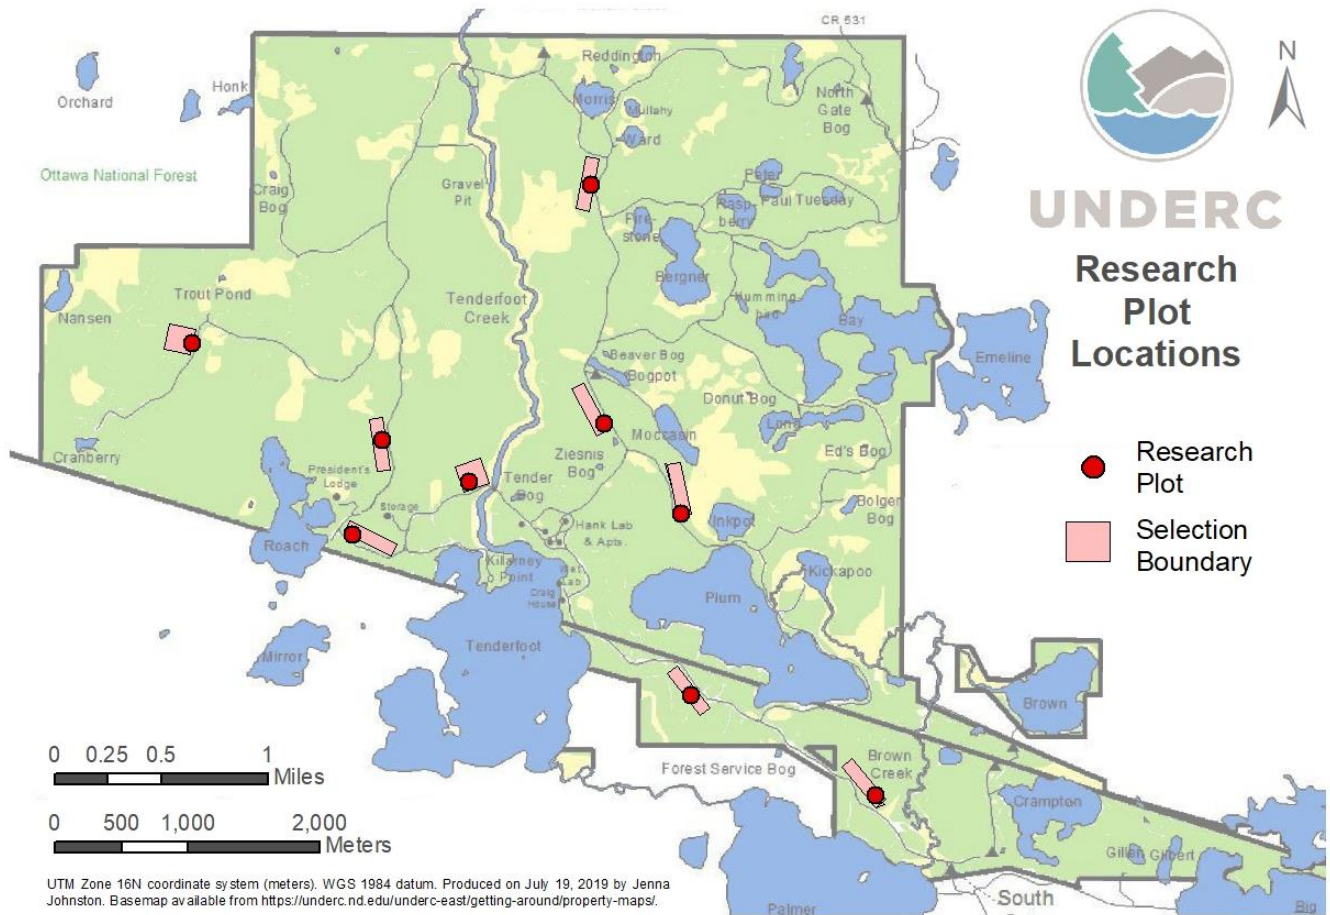 CR 531
Reddington
Honk
Orchard
Morris
Mullahy
North
Gate
Bog
Ward
N
Ottawa National Forest
Craig
Bog
Gravel
Pit
Peter
Rasp-
berry
Paul Tuesday
Fire-
stone
UNDERC
Research
Plot
Locations
Bergner
Trout Pond
Nansen
Tenderfoot
Creek
Humming
bird
Bay
Emeline
Beaver Bog
Bogpot
Donut Bog
Long
Moccasin
Ed's Bog
Cranberry
President's
Lodge
Ziesnis
Bog
Tender
Bog
Storage
Bolger
Bog
Research
Plot
Selection
Boundary
Inkpot
Hank Lab
& Apts.
Roach
Killarney
Point
Wet
Lab
Craig
House
Kickapoo
Plum
Tenderfoot
Mirror
Brown
0 0.25 0.5 1
Miles
Forest Service Bog
Brown
Creek
Crampton
0 500 1,000 2,000
Meters
Gillen Gilbert
UTM Zone 16N coordinate system (meters). WGS 1984 datum. Produced on July 19, 2019 by Jenna
Johnston. Basemap available from https://underc.nd.edu/underc-east/getting-around/property-maps/.
Palmer
South
Big